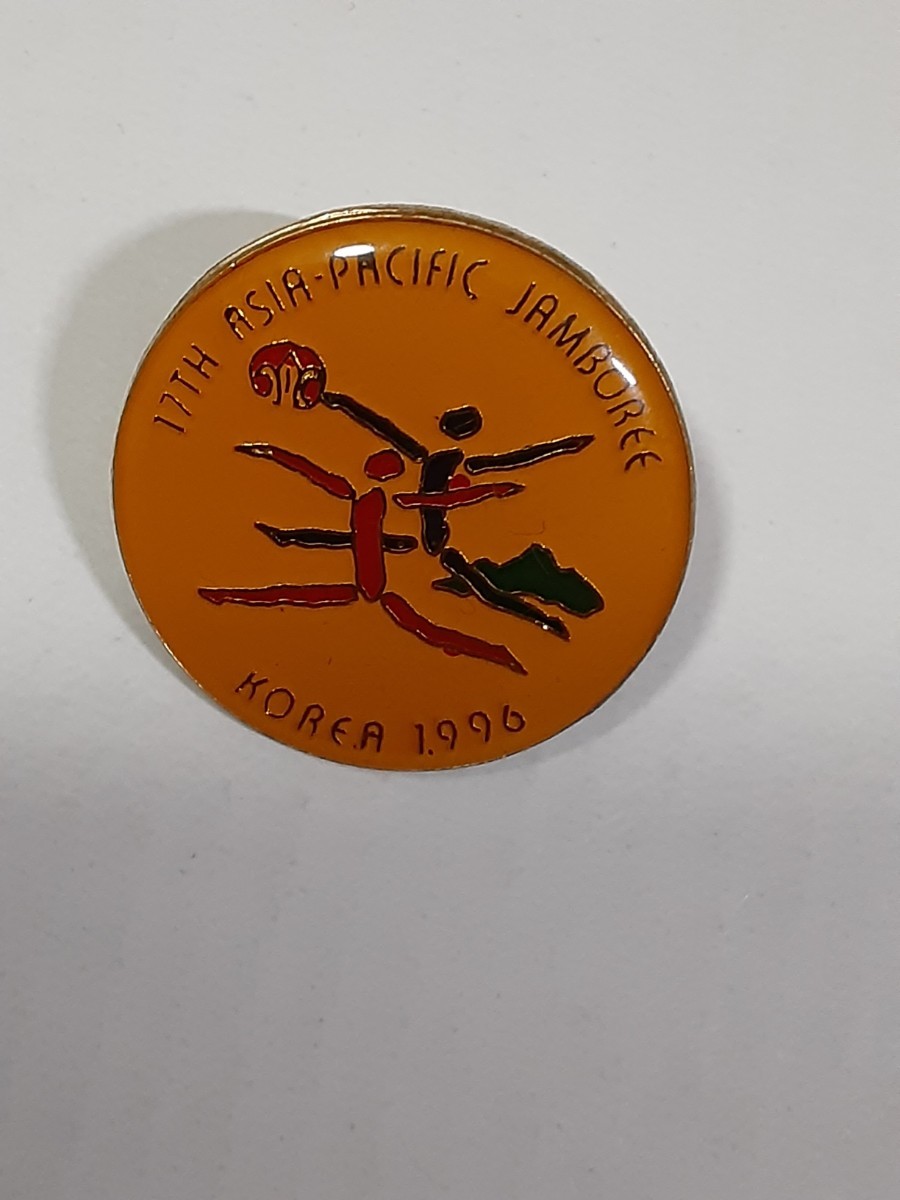 17TH ASIA-PACIFIC JAMBOREE
KOREA 1996